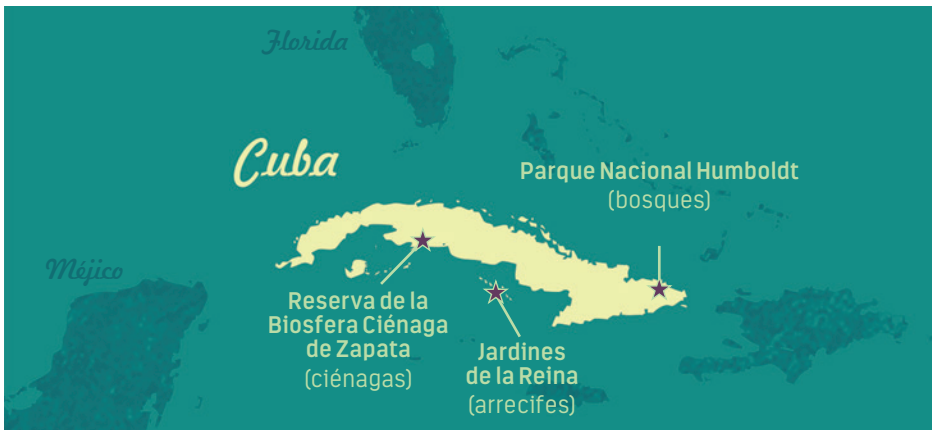 Florida
Cuba
Parque Nacional Humboldt
(bosques)
Méjico
Reserva de la
Biosfera Ciénaga
de Zapata
(ciénagas)
Jardines
de la Reina
(arrecifes)